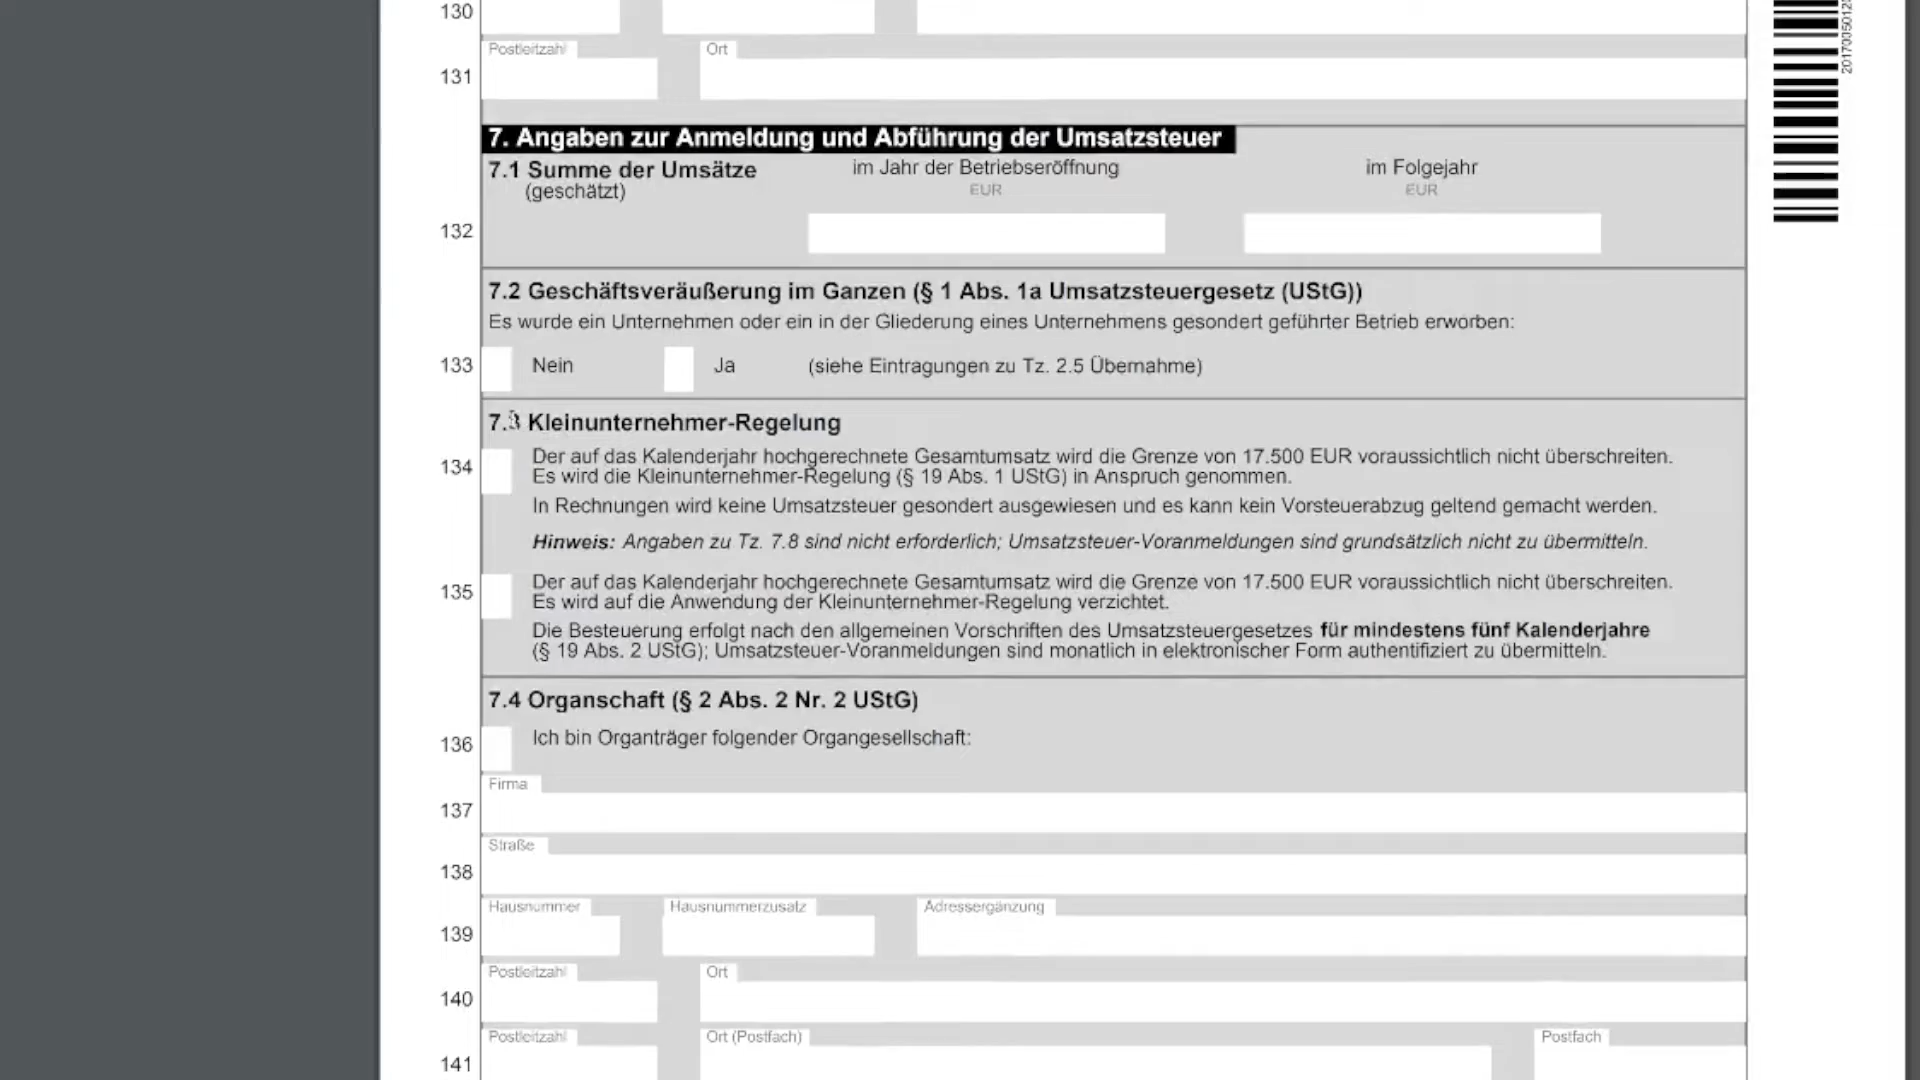 130
Postleitzahl Ort
131
7. Angaben zur Anmeldung und Abführung der Umsatzsteuer
7.1 Summe der Umsätze im Jahr der Betriebseröffnung im Folgejahr
(geschätzt) EUR EUR
132
7.2 Geschäftsveräußerung im Ganzen (§ 1 Abs. 1a Umsatzsteuergesetz (UStG))
Es wurde ein Unternehmen oder ein in der Gliederung eines Unternehmens gesondert geführter Betrieb erworben:
133 Nein Ja (siehe Eintragungen zu Tz. 2.5 Übernahme)
7.3 Kleinunternehmer-Regelung
134 Der auf das Kalenderjahr hochgerechnete Gesamtumsatz wird die Grenze von 17.500 EUR voraussichtlich nicht überschreiten.
Es wird die Kleinunternehmer-Regelung (§ 19 Abs. 1 UStG) in Anspruch genommen.
In Rechnungen wird keine Umsatzsteuer gesondert ausgewiesen und es kann kein Vorsteuerabzug geltend gemacht werden.
Hinweis: Angaben zu Tz. 7.8 sind nicht erforderlich; Umsatzsteuer-Voranmeldungen sind grundsätzlich nicht zu übermitteln.
135 Der auf das Kalenderjahr hochgerechnete Gesamtumsatz wird die Grenze von 17.500 EUR voraussichtlich nicht überschreiten.
Es wird auf die Anwendung der Kleinunternehmer-Regelung verzichtet.
Die Besteuerung erfolgt nach den allgemeinen Vorschriften des Umsatzsteuergesetzes für mindestens fünf Kalenderjahre
(§ 19 Abs. 2 UStG); Umsatzsteuer-Voranmeldungen sind monatlich in elektronischer Form authentifiziert zu übermitteln.
7.4 Organschaft (§ 2 Abs. 2 Nr. 2 UStG)
136 Ich bin Organträger folgender Organgesellschaft:
Firma
137
Straße
138
Hausnummer Hausnummerzusatz Adressergänzung
139
Postleitzahl Ort
140
Postleitzahl Ort (Postfach) Postfach
141